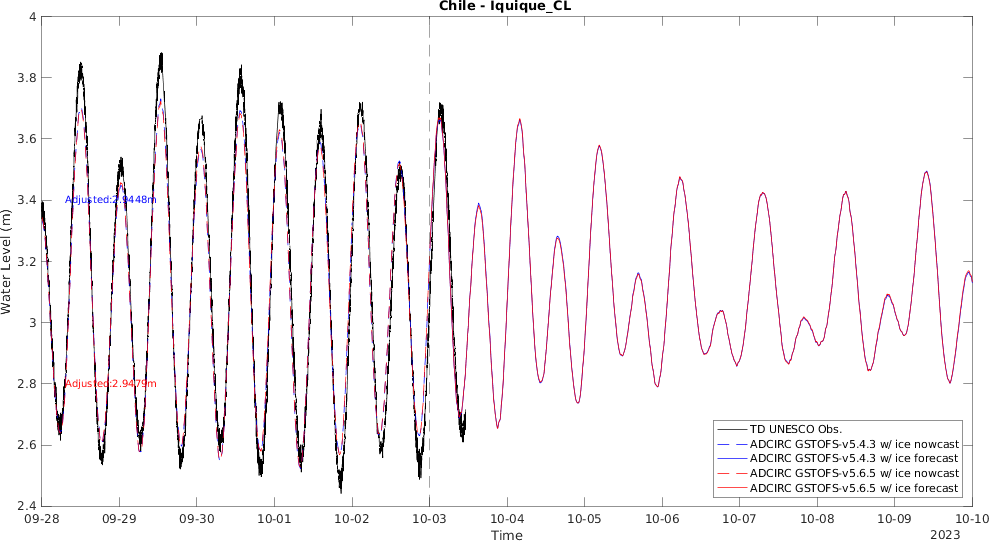 Chile - Iquique_CL
4
3.8
3.6
3.4
3.2
3
2.8
2.6
2.4
Water Level (m)
Adjusted:2.9448m
Adjusted:2.9479m
TD UNESCO Obs.
ADCIRC GSTOFS-v5.4.3 w/ ice nowcast
ADCIRC GSTOFS-v5.4.3 w/ ice forecast
ADCIRC GSTOFS-v5.6.5 w/ ice nowcast
ADCIRC GSTOFS-v5.6.5 w/ ice forecast
09-28 09-29 09-30 10-01 10-02 10-03 10-04 10-05 10-06 10-07 10-08 10-09 10-10
Time
2023